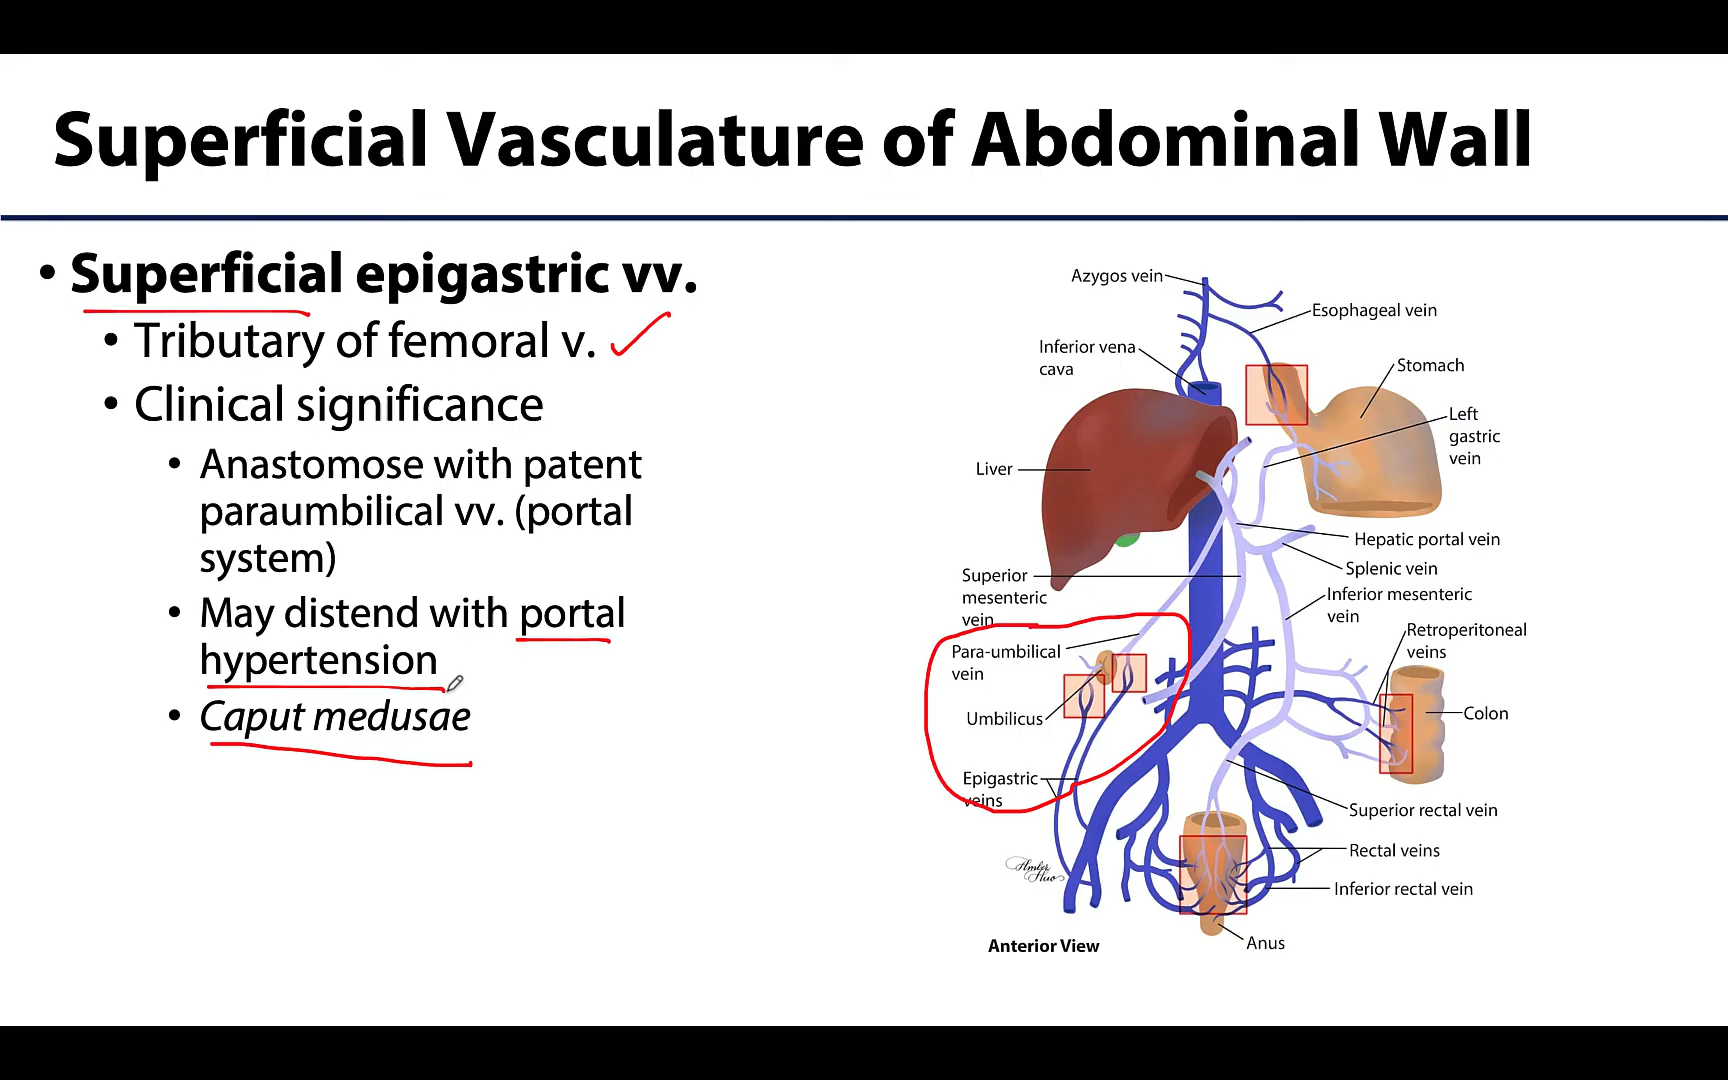 Superficial Vasculature of Abdominal Wall
• Superficial epigastric vv.
• Tributary of femoral v.
• Clinical significance
• Anastomose with patent
paraumbilical vv. (portal
system)
• May distend with portal
hypertension
• Caput medusae
Azygos vein
Esophageal vein
Inferior vena
cava
Stomach
Left
gastric
vein
Liver
Hepatic portal vein
Splenic vein
Superior
mesenteric
vein
Inferior mesenteric
vein
Retroperitoneal
veins
Para-umbilical
vein
Umbilicus
Colon
Epigastric
veins
Superior rectal vein
Rectal veins
Amber
Huo
Inferior rectal vein
Anus
Anterior View